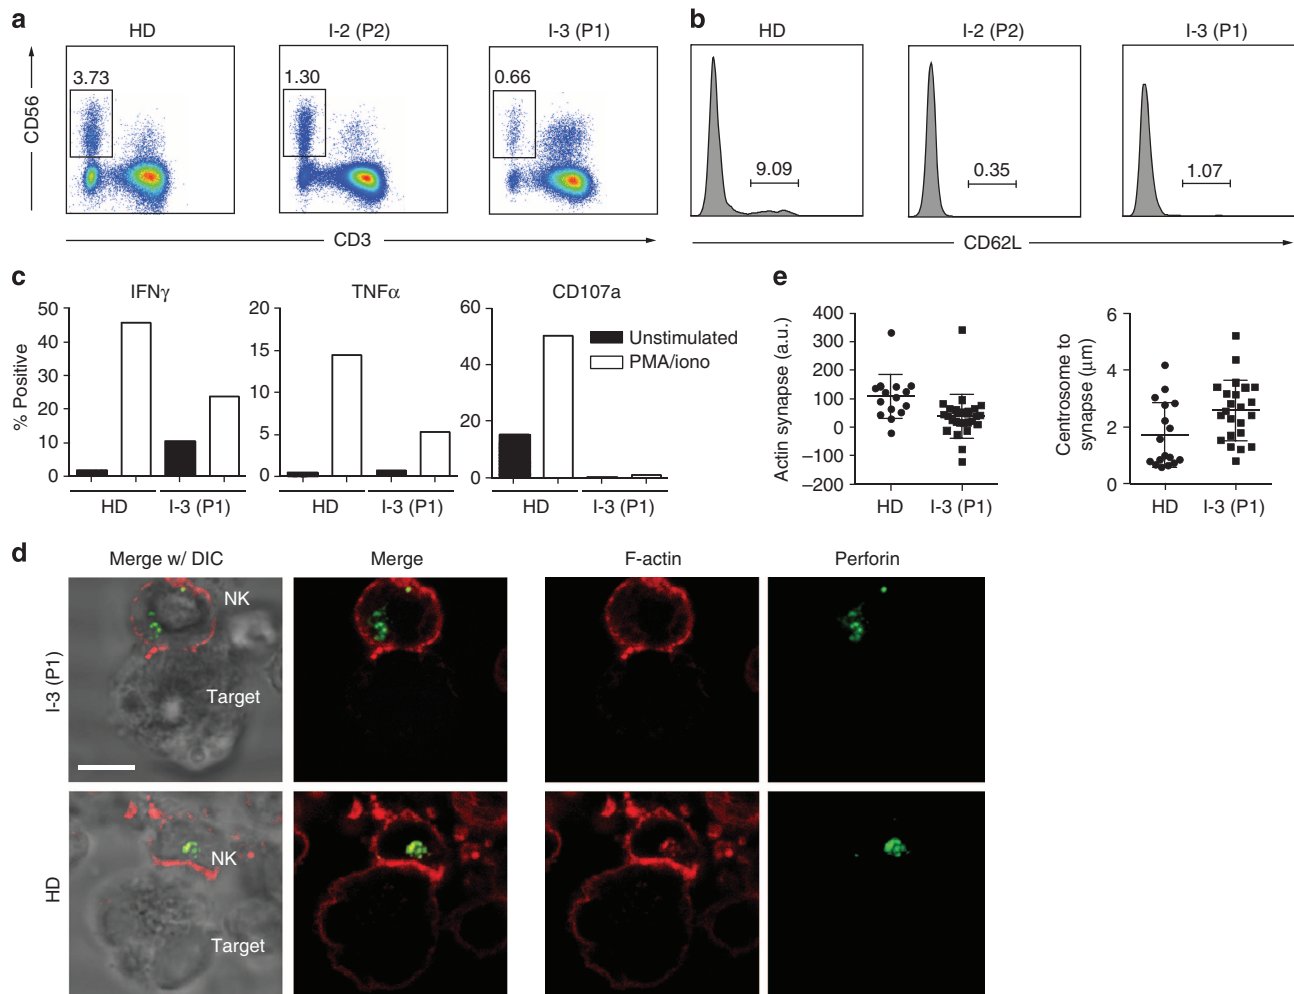 a
HD
I-2 (P2)
I-3 (P1)
3.73
1.30
0.66
CD56
CD3
b
HD
I-2 (P2)
I-3 (P1)
9.09
0.35
1.07
CD62L
c
IFNγ
TNFα
CD107a
% Positive
50
40
30
20
10
0
20
15
10
5
0
60
40
20
0
Unstimulated
PMA/iono
HD
I-3 (P1)
HD
I-3 (P1)
HD
I-3 (P1)
e
Actin synapse (a.u.)
400
300
200
100
0
−100
−200
HD
I-3 (P1)
Centrosome to
synapse (μm)
6
4
2
0
HD
I-3 (P1)
d
Merge w/ DIC
Merge
F-actin
Perforin
I-3 (P1)
NK
Target
HD
NK
Target